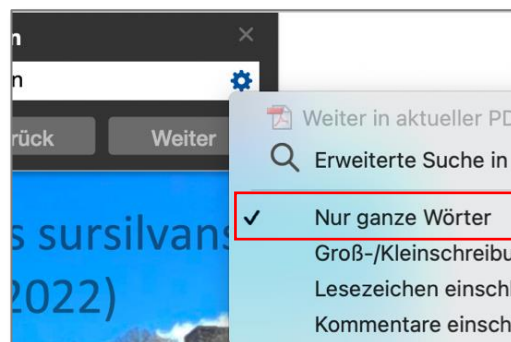 n
n
rück Weiter
Weiter in aktueller PD
Erweiterte Suche in
Nur ganze Wörter
Groß-/Kleinschreibu
Lesezeichen einschl
Kommentare einsch
s sursilvans
2022)